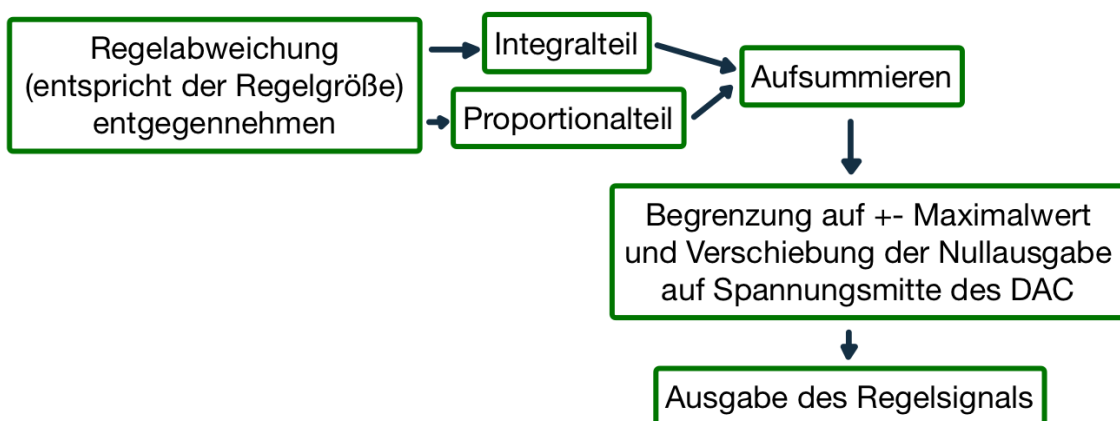 Regelabweichung
(entspricht der Regelgröße)
entgegennehmen
Integralteil
Proportionalteil
Aufsummieren
Begrenzung auf +- Maximalwert
und Verschiebung der Nullausgabe
auf Spannungsmitte des DAC
Ausgabe des Regelsignals